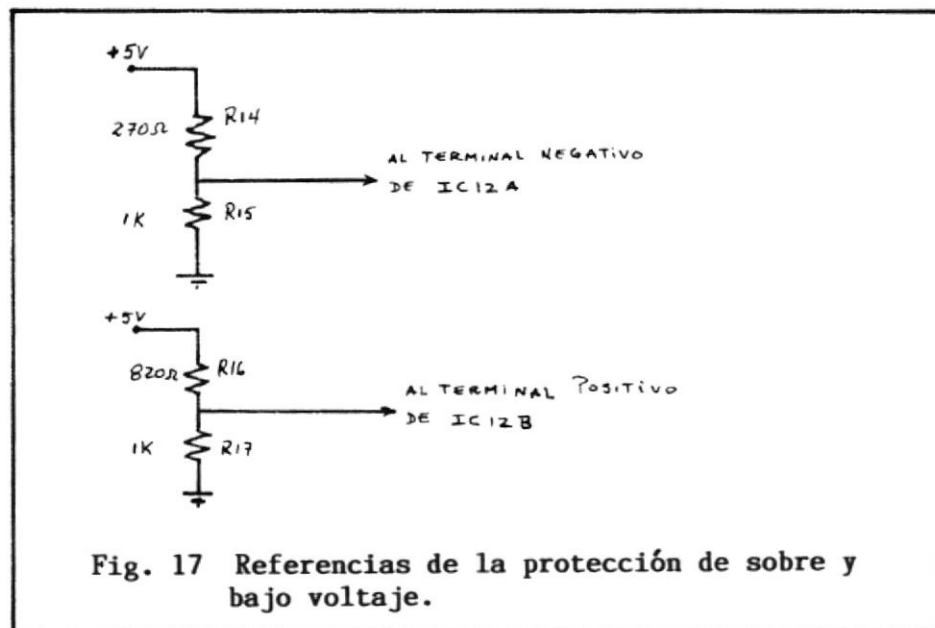 +5V
270Ω
R14
AL TERMINAL NEGATIVO
DE IC12A
1K
R15
+5V
820Ω
R16
AL TERMINAL POSITIVO
DE IC12B
1K
R17
Fig. 17 Referencias de la protección de sobre y
bajo voltaje.